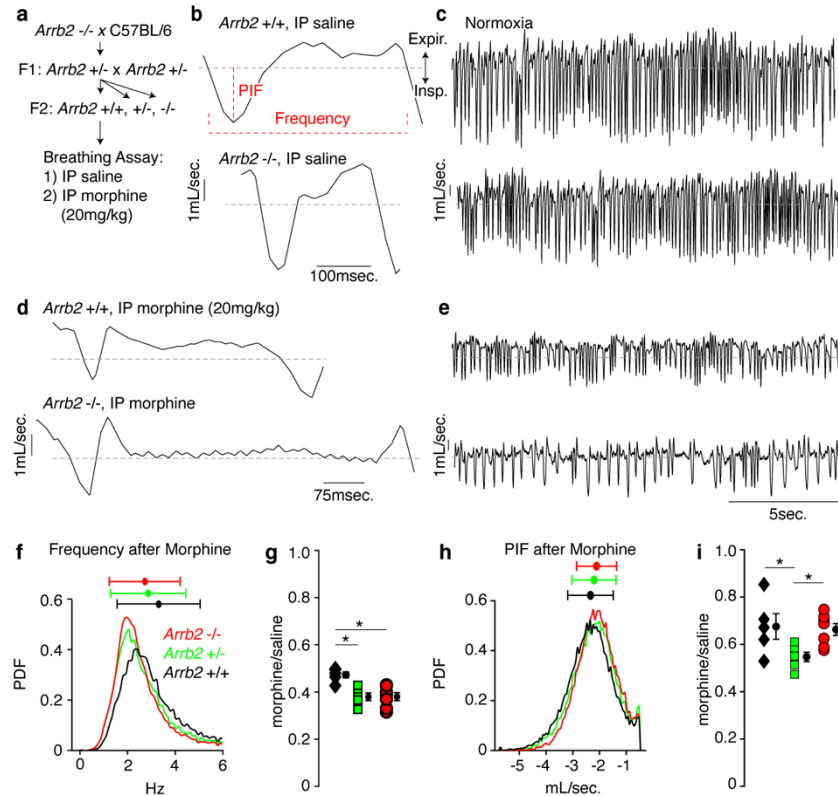 a
Arrb2 -/- x C57BL/6
F1: Arrb2 +/- x Arrb2 +/-
F2: Arrb2 +/+, +/-, -/-
Breathing Assay:
1) IP saline
2) IP morphine
(20mg/kg)
b
Arrb2 +/+, IP saline
Expir.
Insp.
PIF
Frequency
Arrb2 -/-, IP saline
1mL/sec.
100msec.
c
Normoxia
d
Arrb2 +/+, IP morphine (20mg/kg)
Arrb2 -/-, IP morphine
1mL/sec.
75msec.
e
1mL/sec.
5sec.
f
Frequency after Morphine
0.6
0.4
0.2
0
PDF
Arrb2 -/-
Arrb2 +/-
Arrb2 +/+
0 2 4 6
Hz
g
1.0
0.8
0.6
0.4
0.2
0
morphine/saline
*
*
h
PIF after Morphine
0.6
0.4
0.2
0
PDF
-5 -4 -3 -2 -1
mL/sec.
i
1.0
0.8
0.6
0.4
0.2
0
morphine/saline
*
*